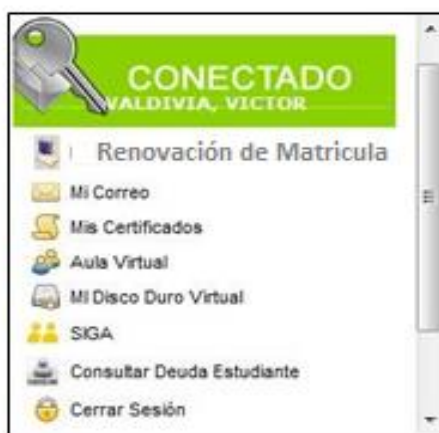 CONECTADO
VALDIVIA, VICTOR
Renovación de Matricula
Mi Correo
Mis Certificados
Aula Virtual
Mi Disco Duro Virtual
SIGA
Consultar Deuda Estudiante
Cerrar Sesión